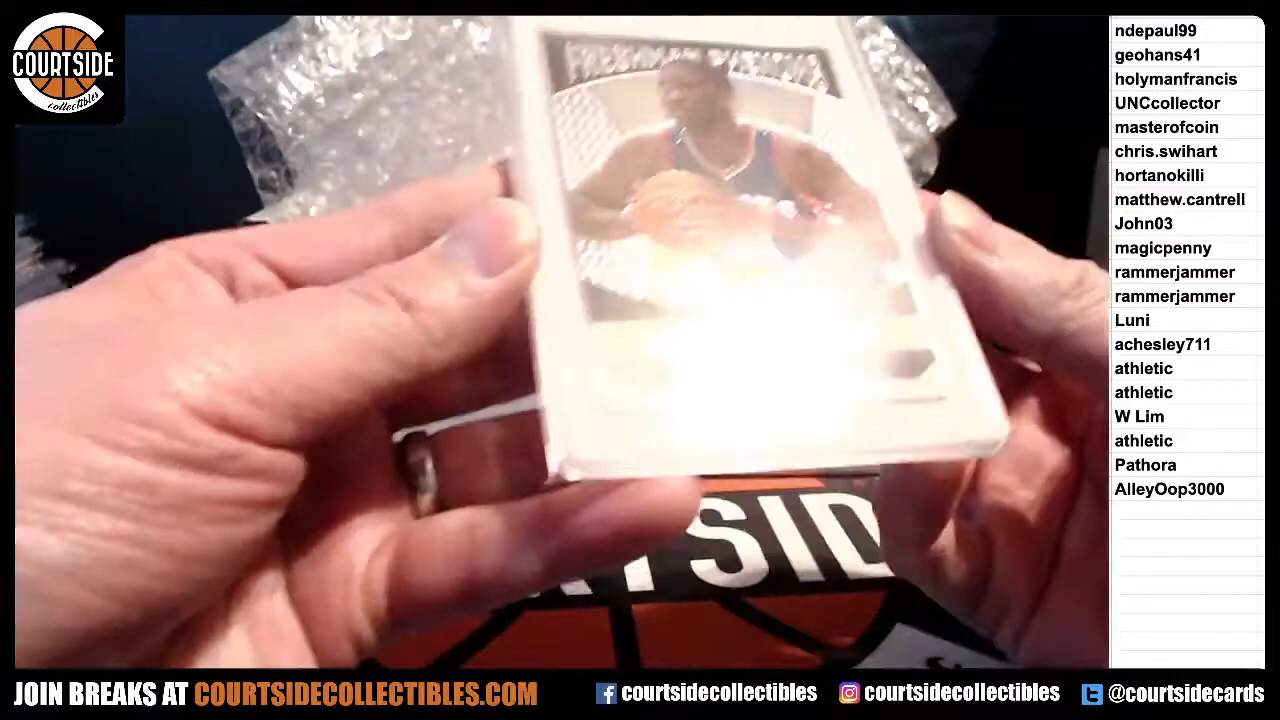 COURTSIDE
collectibles
FRESHMAN
ndepaul99
geohans41
holymanfrancis
UNCcollector
masterofcoin
chris.swihart
hortanokilli
matthew.cantrell
John03
magicpenny
rammerjammer
rammerjammer
Luni
achesley711
athletic
athletic
W Lim
athletic
Pathora
AlleyOop3000
JOIN BREAKS AT COURTSIDECOLLECTIBLES.COM
courtsidecollectibles
courtsidecollectibles
@courtsidecards